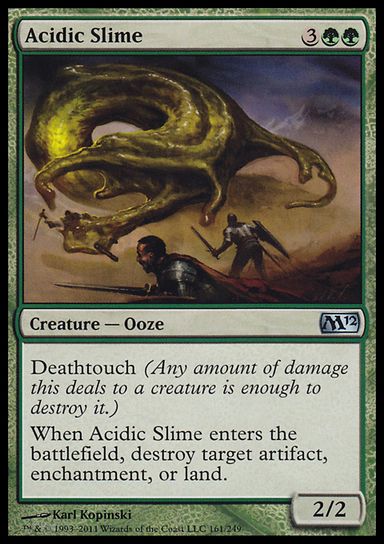 Acidic Slime 3
Creature — Ooze M12
Deathtouch (Any amount of damage
this deals to a creature is enough to
destroy it.)
When Acidic Slime enters the
battlefield, destroy target artifact,
enchantment, or land.
Karl Kopinski
™ & © 1993–2011 Wizards of the Coast LLC 161/249
2/2